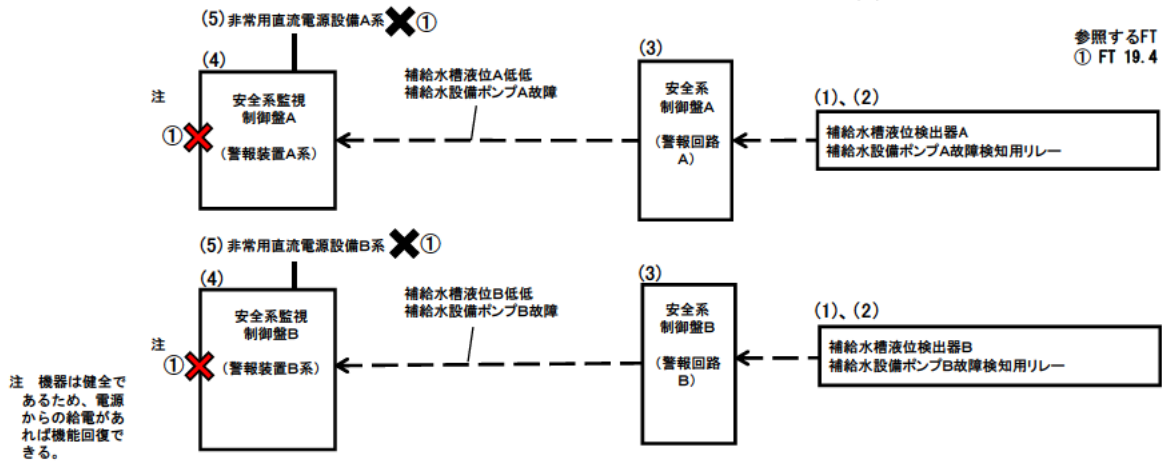 (5) 非常用直流電源設備A系 ①
参照するFT
① FT 19.4
(4)
(3)
注
安全系監視
制御盤A
(警報装置A系)
①
補給水槽液位A低低
補給水設備ポンプA故障
安全系
制御盤A
(警報回路
A)
(1)、(2)
補給水槽液位検出器A
補給水設備ポンプA故障検知用リレー
(5) 非常用直流電源設備B系 ①
(4)
(3)
注
安全系監視
制御盤B
(警報装置B系)
①
補給水槽液位B低低
補給水設備ポンプB故障
安全系
制御盤B
(警報回路
B)
(1)、(2)
補給水槽液位検出器B
補給水設備ポンプB故障検知用リレー
注 機器は健全で
あるため、電源
からの給電があ
れば機能回復で
きる。